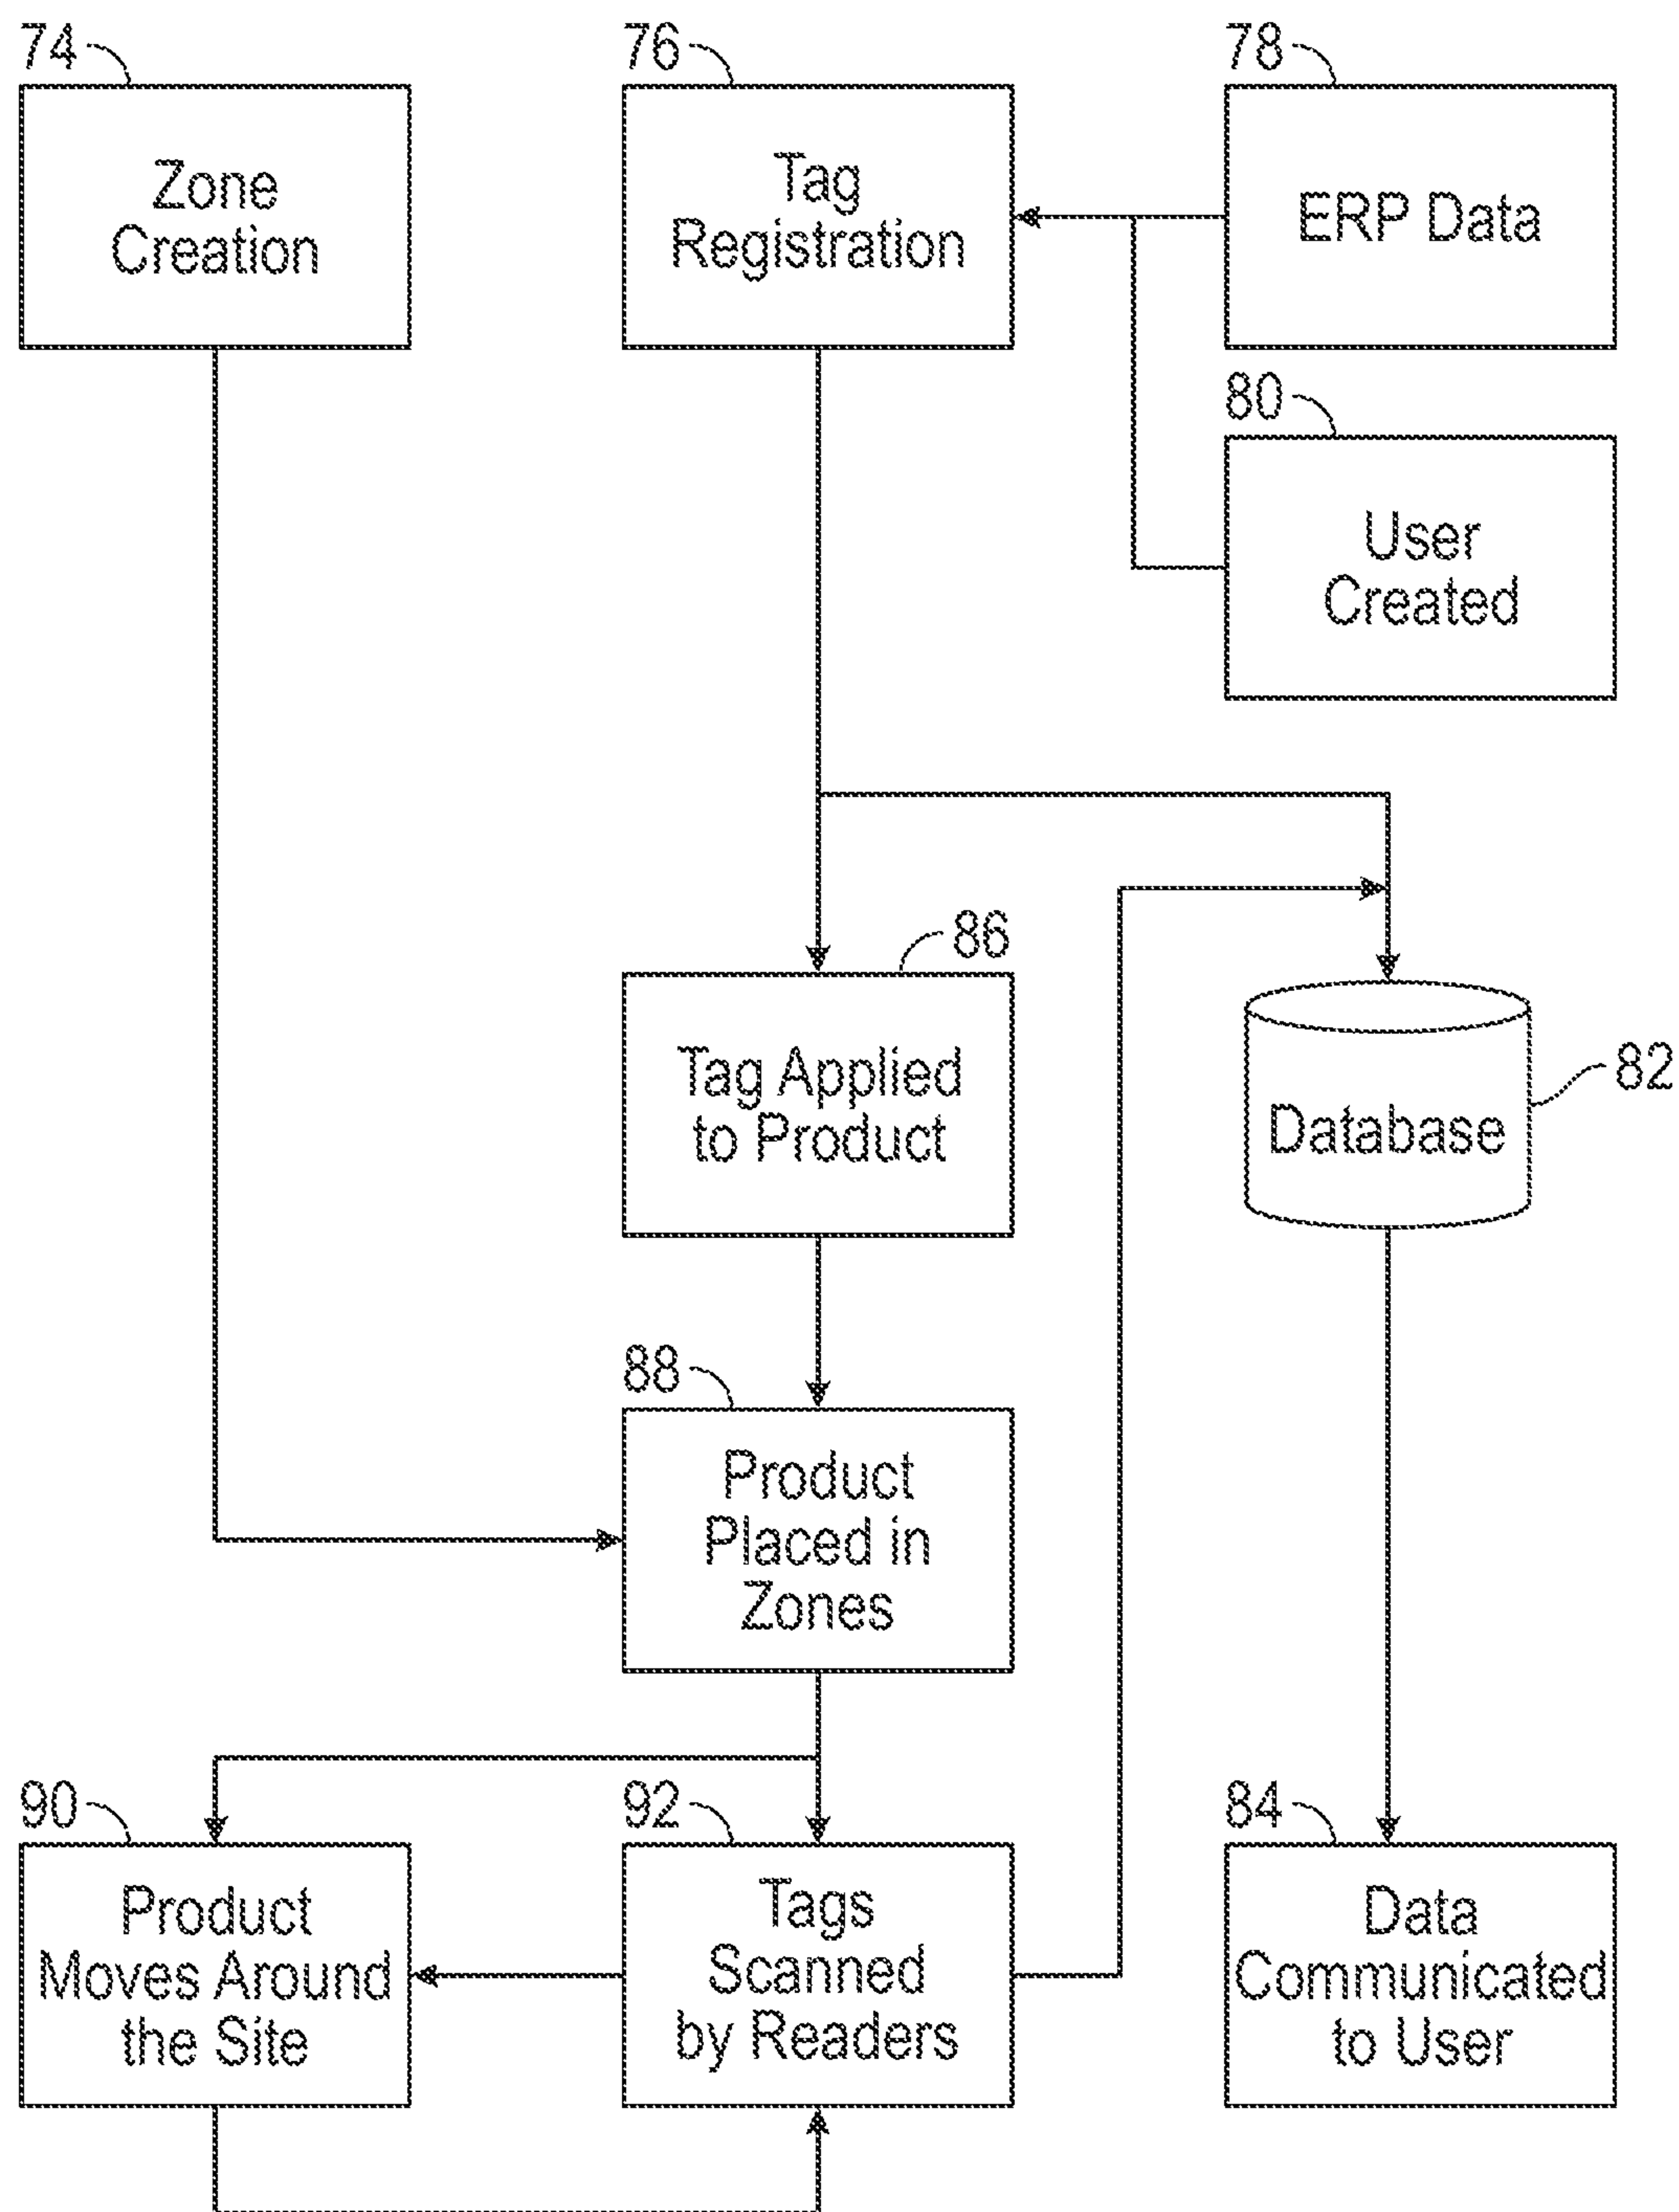 74
Zone
Creation
76
Tag
Registration
78
ERP Data
80
User
Created
86
Tag Applied
to Product
82
Database
88
Product
Placed in
Zones
90
Product
Moves Around
the Site
92
Tags
Scanned
by Readers
84
Data
Communicated
to User